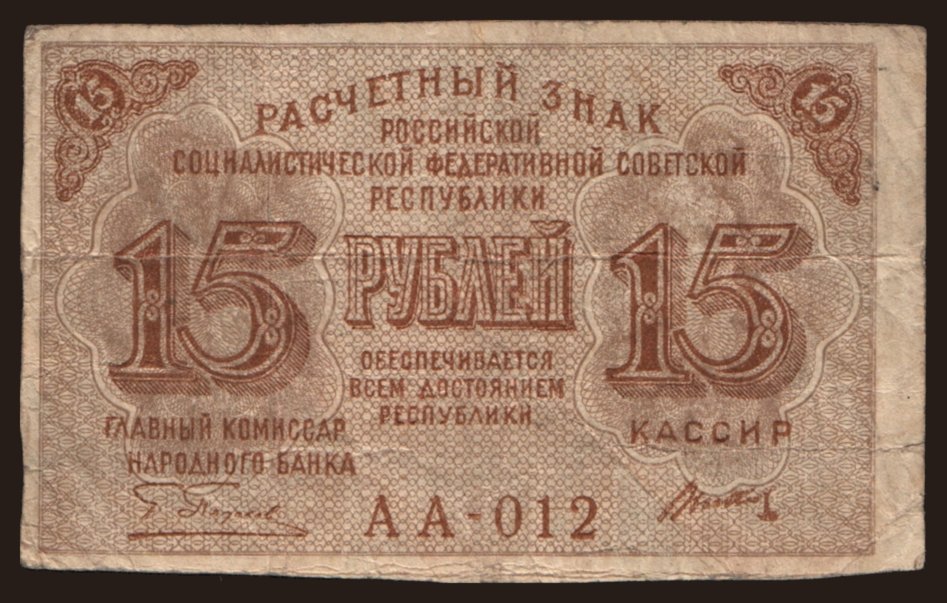 15 15
РАСЧЕТНЫЙ ЗНАК
РОССИЙСКОЙ
СОЦИАЛИСТИЧЕСКОЙ ФЕДЕРАТИВНОЙ СОВЕТСКОЙ
РЕСПУБЛИКИ
15 РУБЛЕЙ 15
ОБЕСПЕЧИВАЕТСЯ
ВСЕМ ДОСТОЯНИЕМ
РЕСПУБЛИКИ
ГЛАВНЫЙ КОМИССАР
НАРОДНОГО БАНКА
КАССИР
АА-012